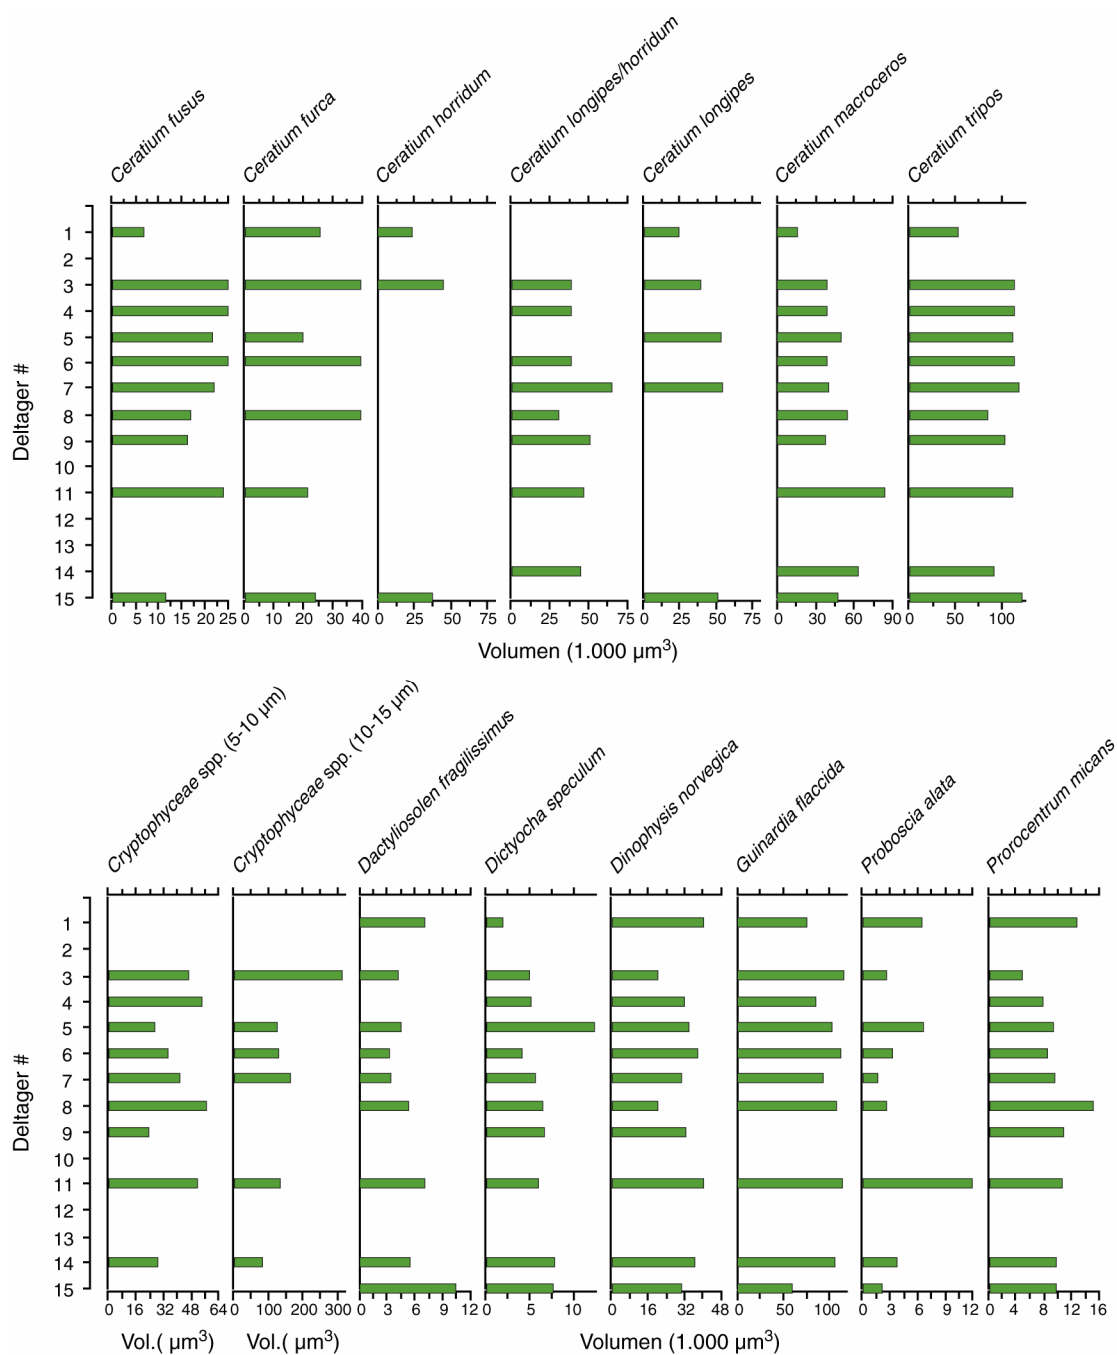 Ceratium fusus
Ceratium furca
Ceratium horridum
Ceratium longipes/horridum
Ceratium longipes
Ceratium macroceros
Ceratium tripos
Deltager #
1
2
3
4
5
6
7
8
9
10
11
12
13
14
15
0 5 10 15 20 25 0 10 20 30 40 0 25 50 75 0 25 50 75 0 25 50 75 0 30 60 90 0 50 100
Volumen (1.000 µm³)
Cryptophyceae spp. (5-10 µm)
Cryptophyceae spp. (10-15 µm)
Dactyliosolen fragilissimus
Dictyocha speculum
Dinophysis norvegica
Guinardia flaccida
Proboscia alata
Prorocentrum micans
Deltager #
1
2
3
4
5
6
7
8
9
10
11
12
13
14
15
0 16 32 48 64 0 100 200 300 0 3 6 9 12 0 5 10 0 16 32 48 0 50 100 0 3 6 9 12 0 4 8 12 16
Vol.( µm³) Vol.( µm³) Volumen (1.000 µm³)